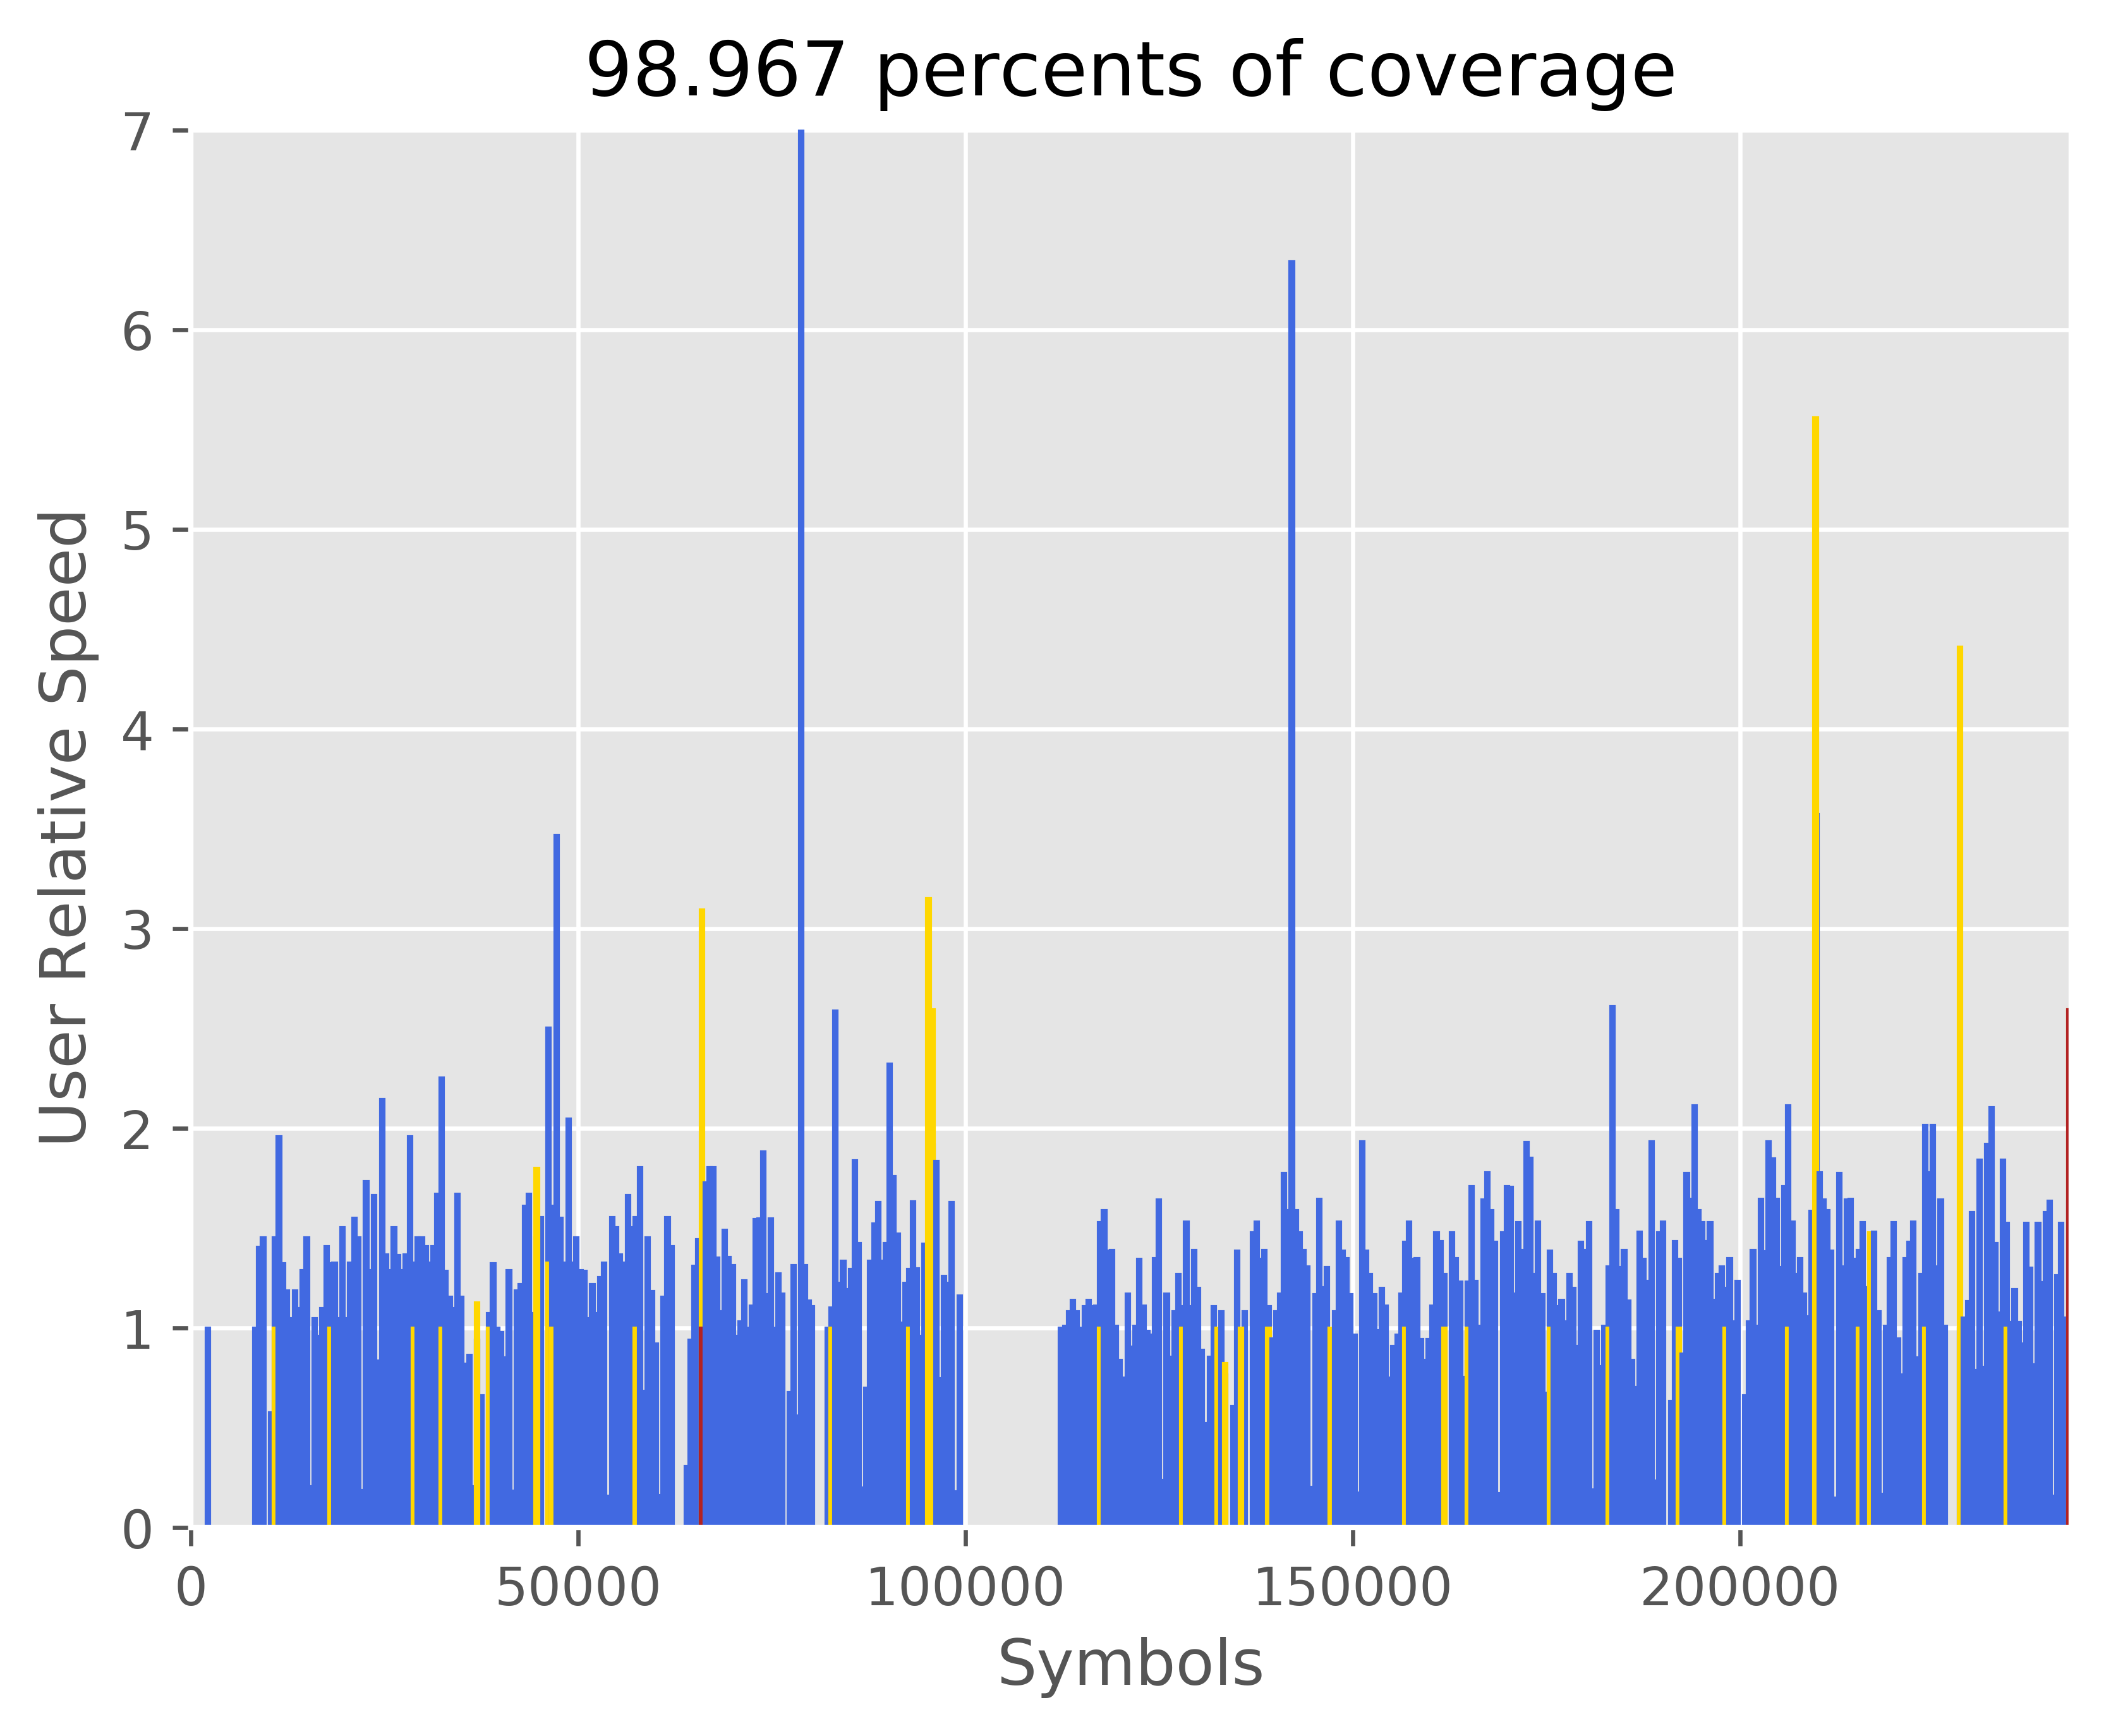 98.967 percents of coverage
7
6
5
4
3
2
1
0
User Relative Speed
0 50000 100000 150000 200000
Symbols